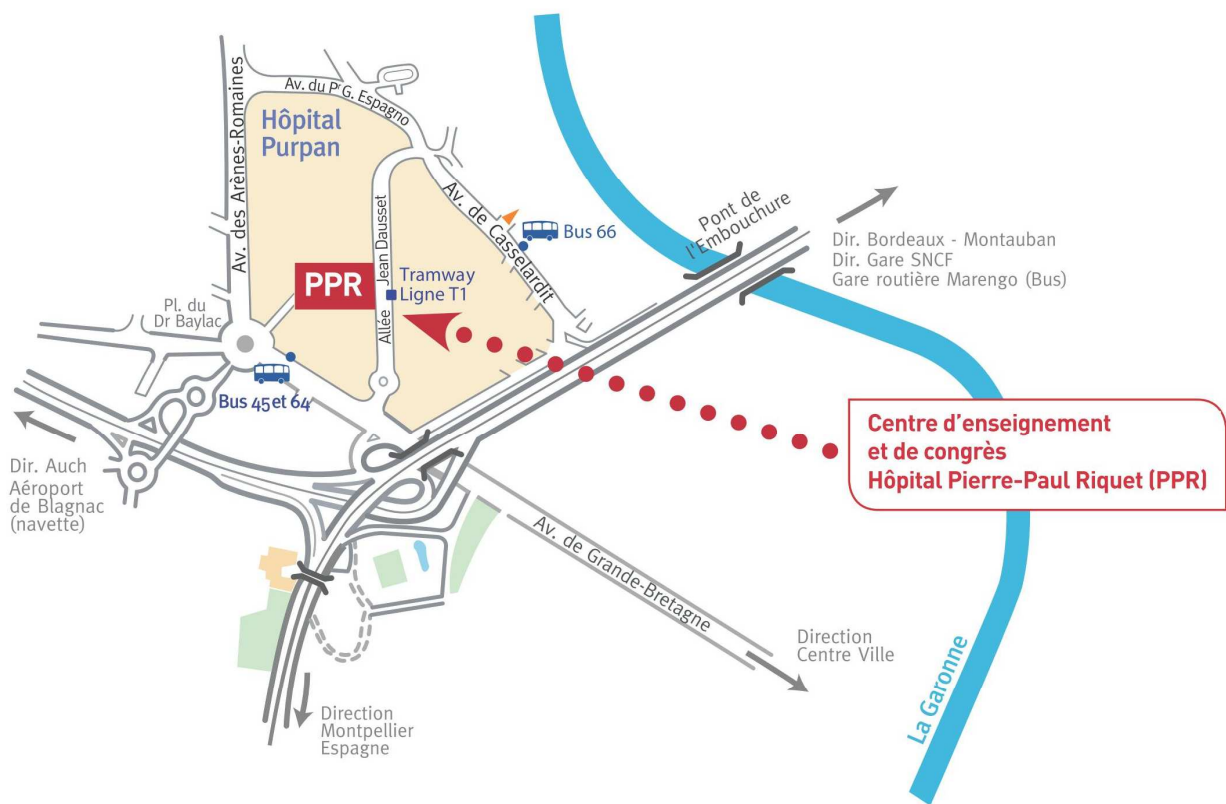 Av. du Pr G. Espagno
Hôpital
Purpan
Av. des Arènes-Romaines
Av. de Casselardit
Bus 66
Pont de
l'Embouchure
Dir. Bordeaux - Montauban
Dir. Gare SNCF
Gare routière Marengo (Bus)
Allée Jean Dausset
PPR
Tramway
Ligne T1
Pl. du
Dr Baylac
Bus 45 et 64
Centre d'enseignement
et de congrès
Hôpital Pierre-Paul Riquet (PPR)
Dir. Auch
Aéroport
de Blagnac
(navette)
Av. de Grande-Bretagne
Direction
Centre Ville
La Garonne
Direction
Montpellier
Espagne